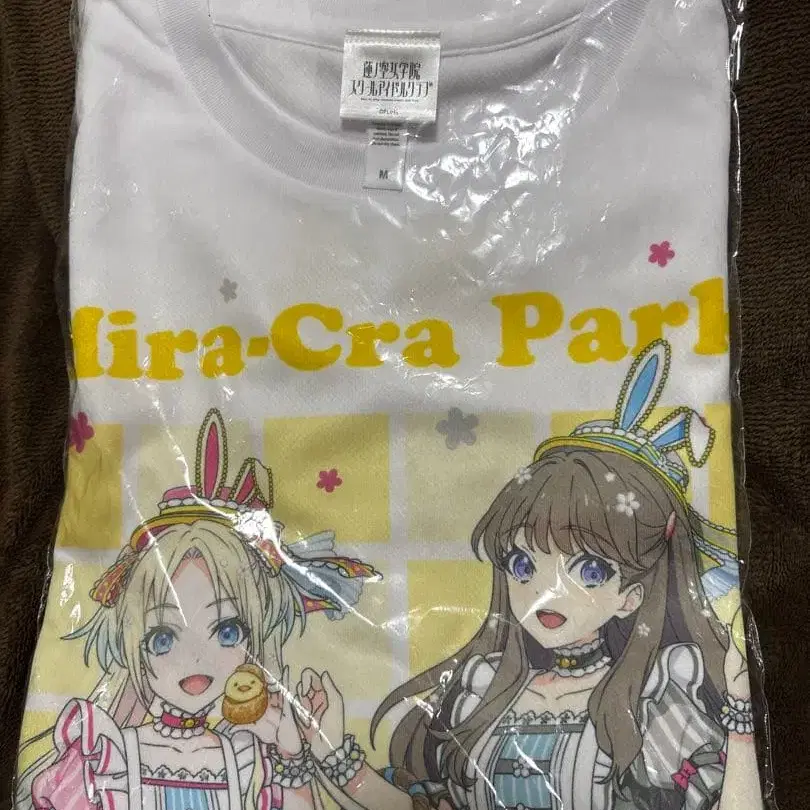 蓮ノ空女学院
スクールアイドルクラブ
M
Mira-Cra Park